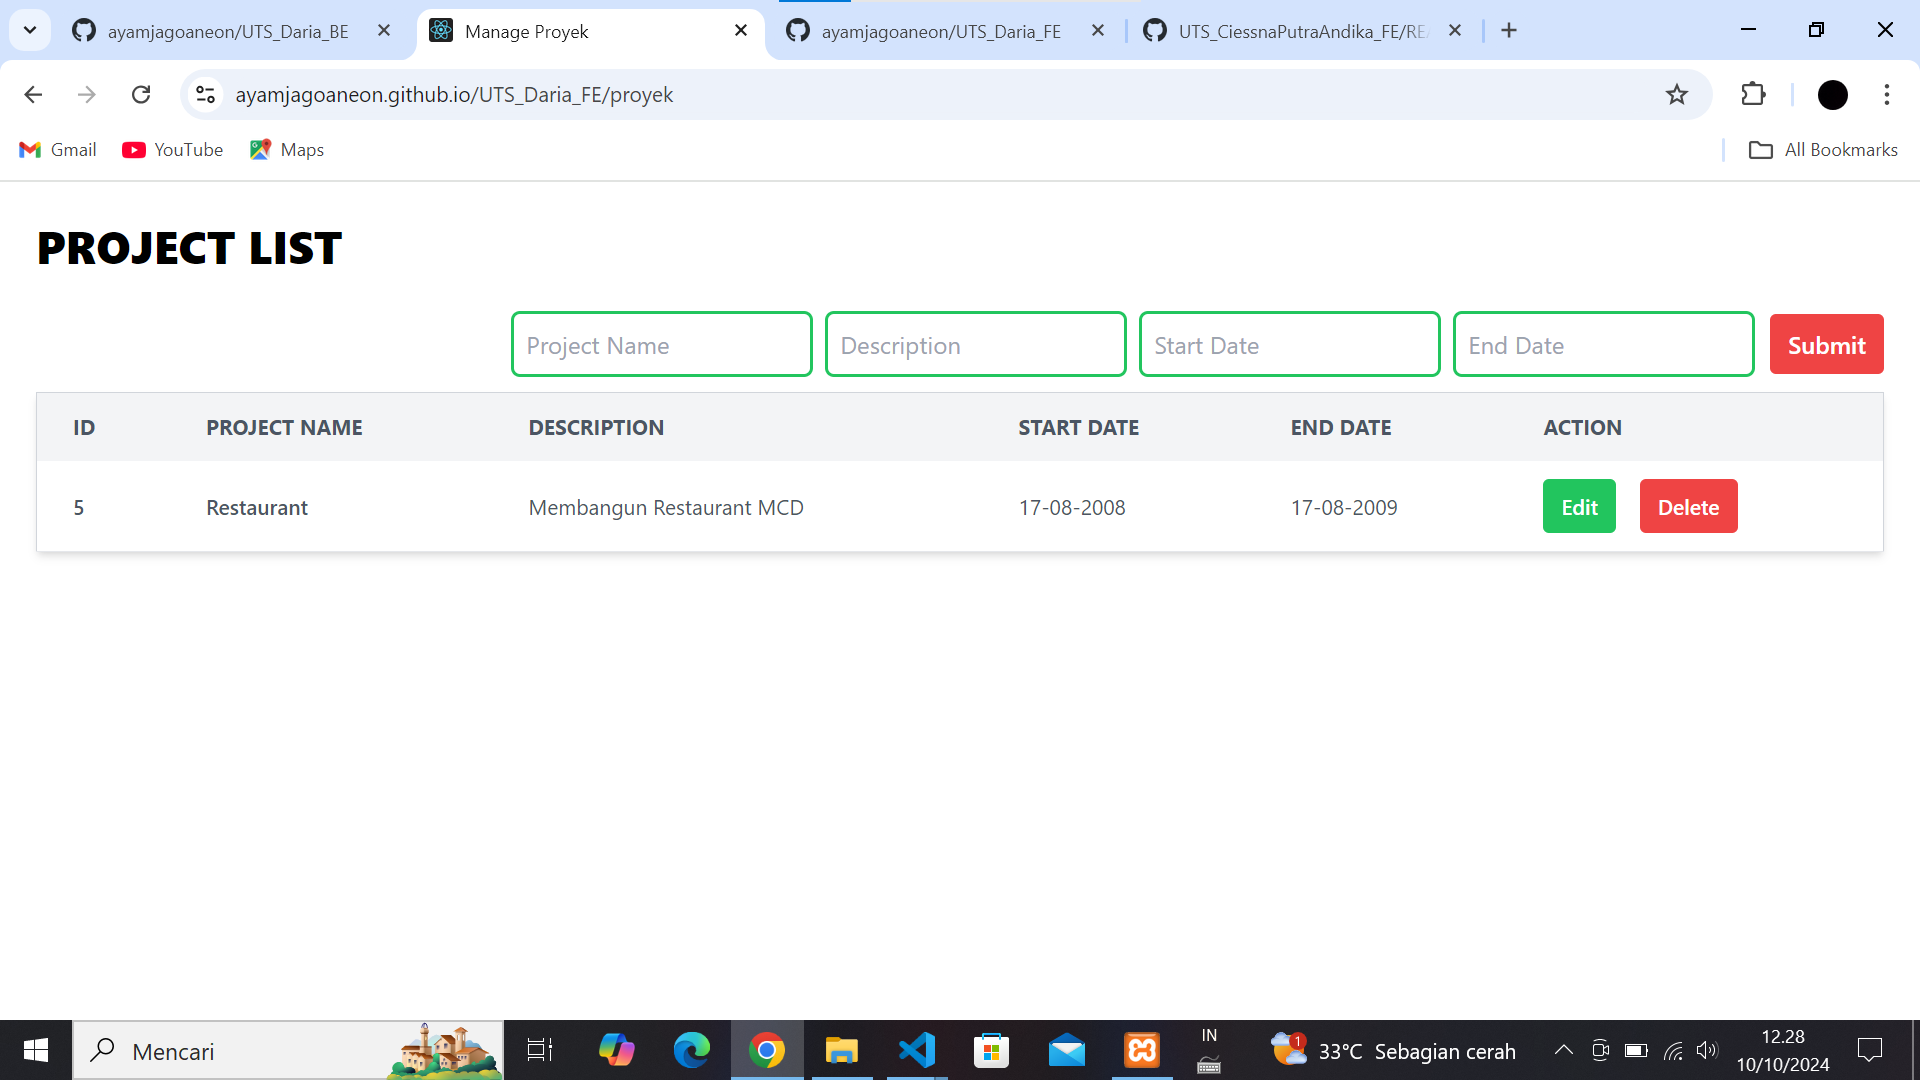 ayamjagoaneon/UTS_Daria_BE
Manage Proyek
ayamjagoaneon/UTS_Daria_FE
UTS_CiessnaPutraAndika_FE/REA
ayamjagoaneon.github.io/UTS_Daria_FE/proyek
Gmail
YouTube
Maps
All Bookmarks
PROJECT LIST
Project Name
Description
Start Date
End Date
Submit
ID PROJECT NAME DESCRIPTION START DATE END DATE ACTION
5 Restaurant Membangun Restaurant MCD 17-08-2008 17-08-2009 Edit Delete
Mencari
IN
1
33°C Sebagian cerah
12.28
10/10/2024